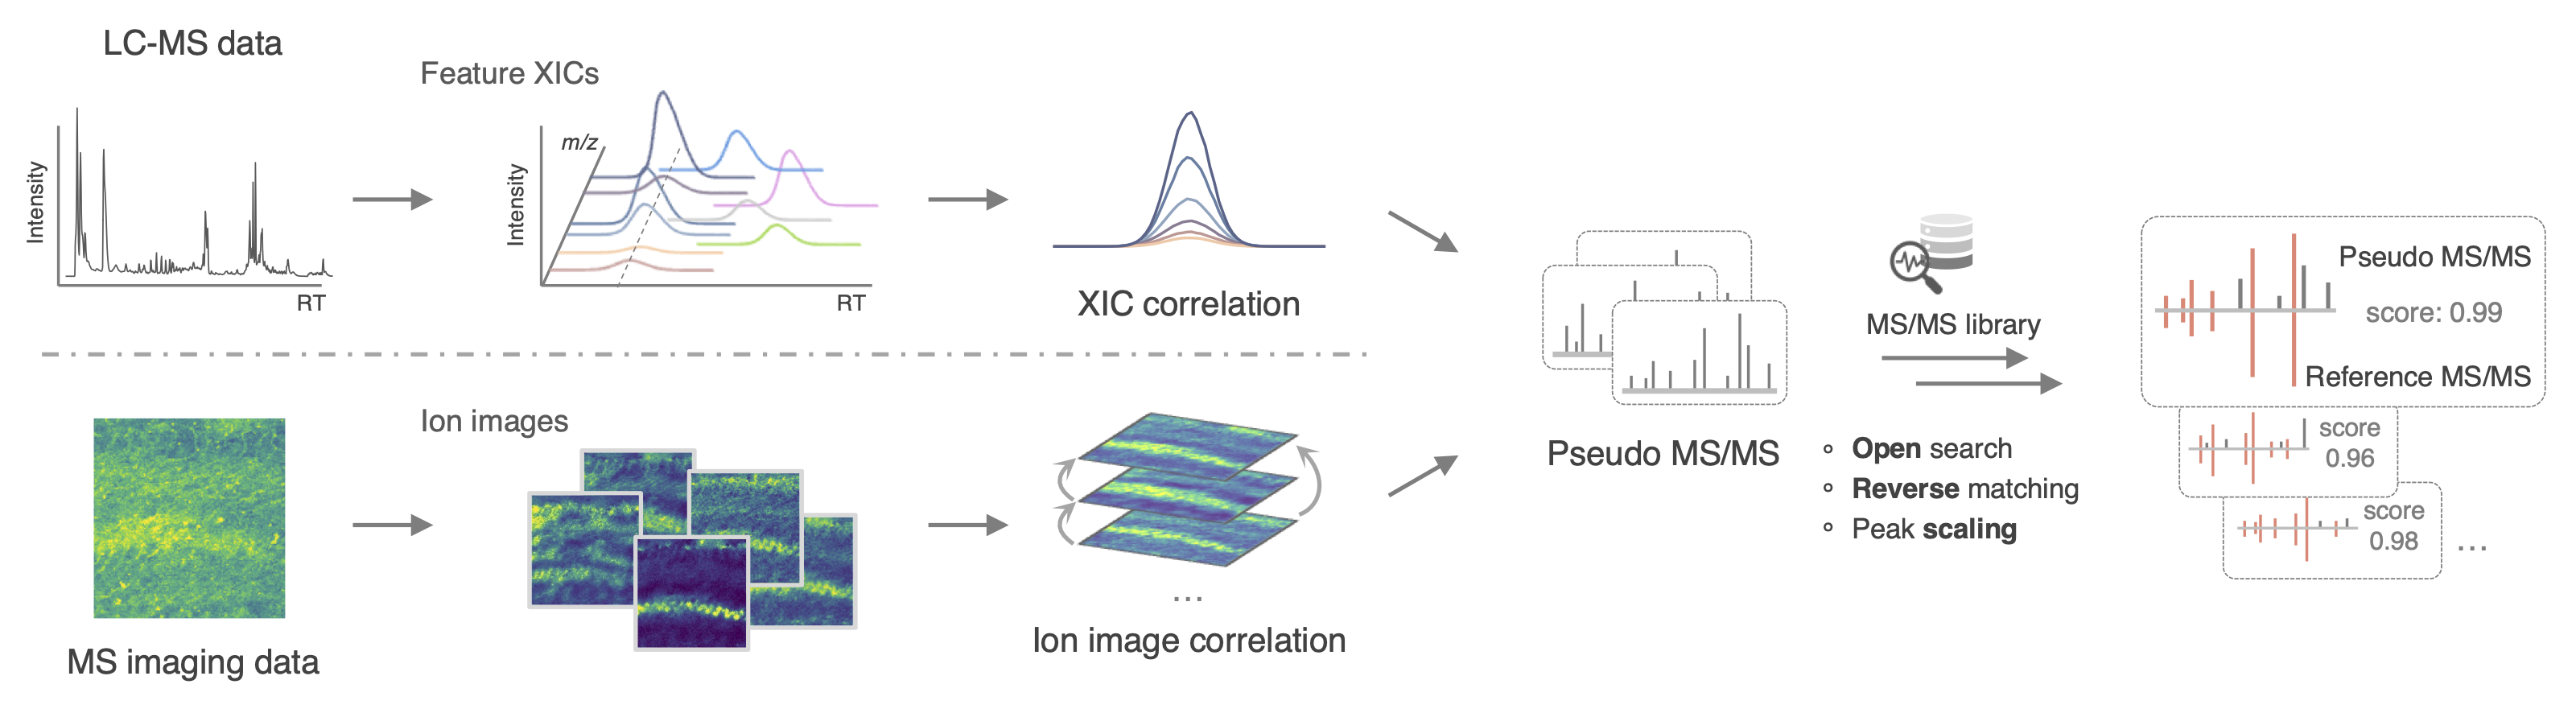 LC-MS data
Intensity
RT
Feature XICs
m/z
Intensity
RT
XIC correlation
MS imaging data
Ion images
...
Ion image correlation
Pseudo MS/MS
MS/MS library
Open search
Reverse matching
Peak scaling
Pseudo MS/MS
score: 0.99
Reference MS/MS
score
0.96
score
0.98
...